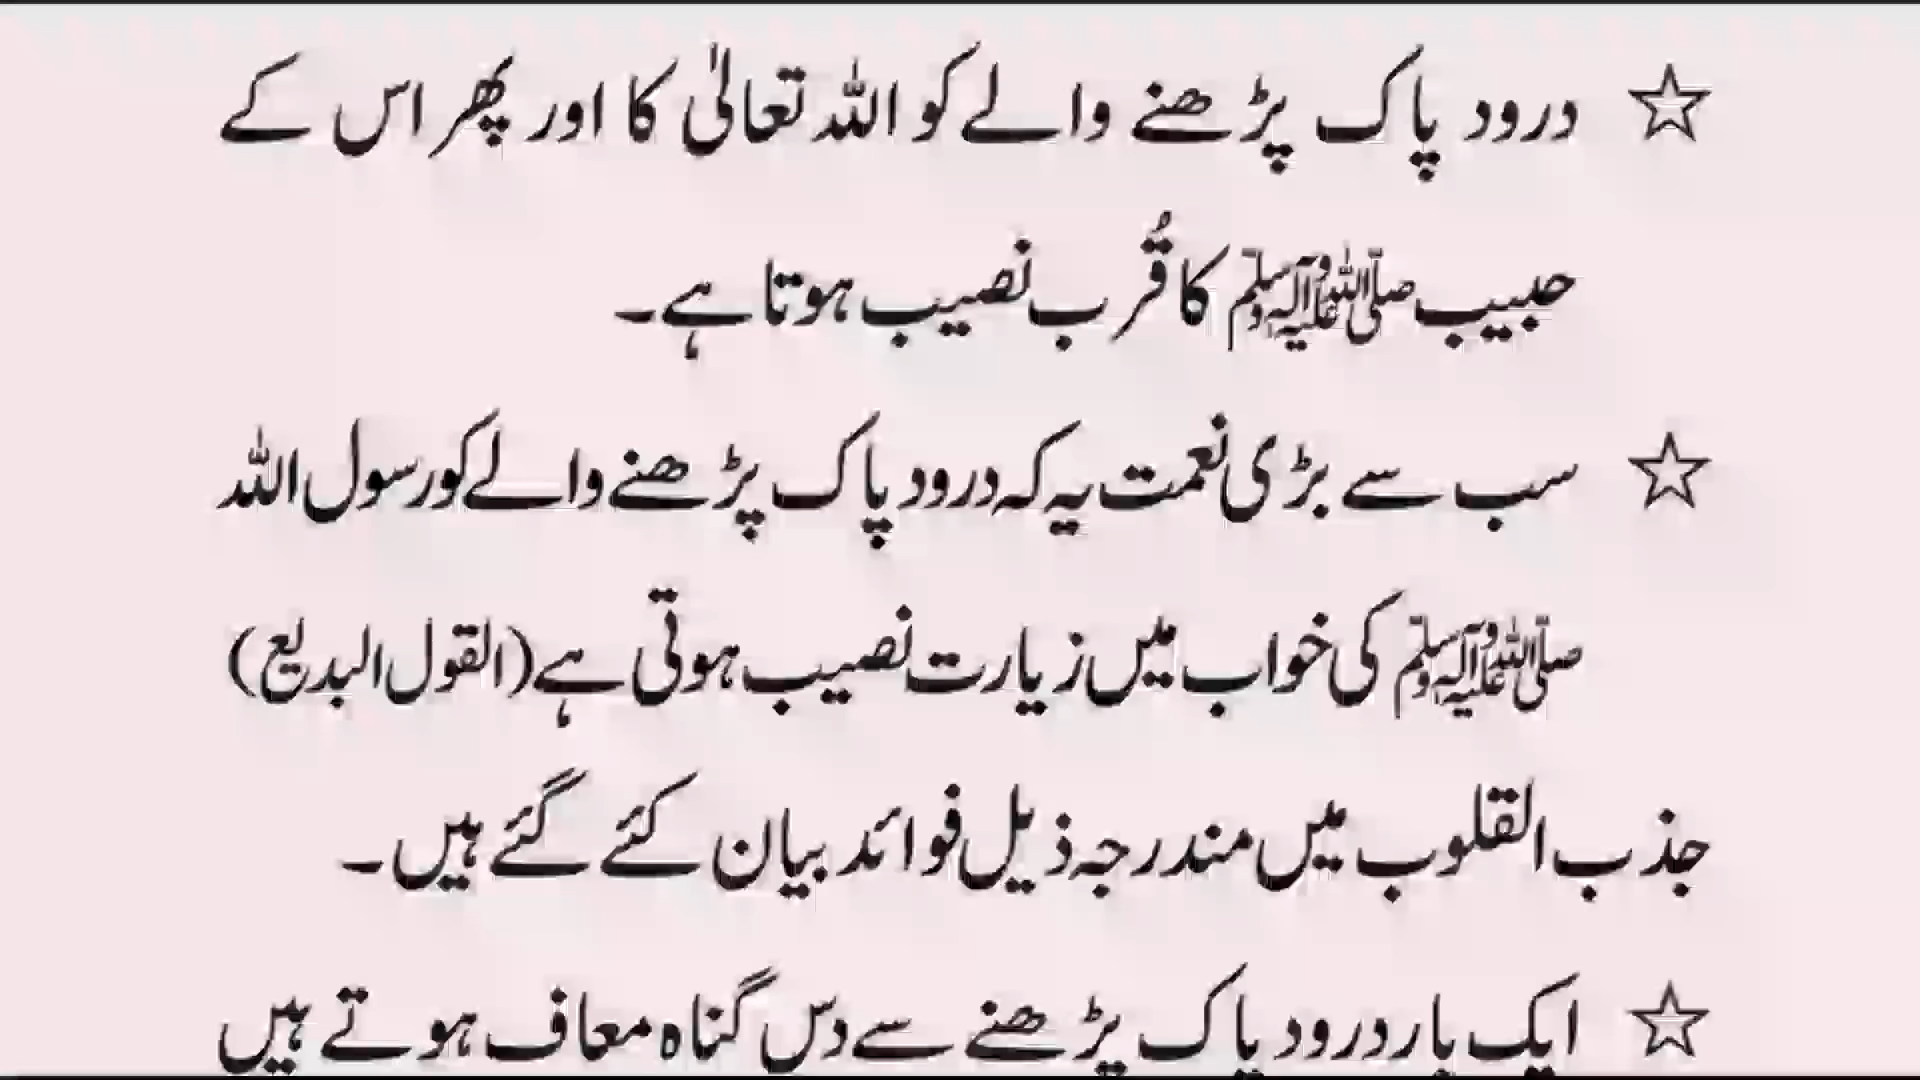 ☆ درود پاک پڑھنے والے کو اللہ تعالیٰ کا اور پھر اس کے
حبیب صلی اللہ علیہ وآلہ وسلم کا قُرب نصیب ہوتا ہے۔
☆ سب سے بڑی نعمت یہ کہ درود پاک پڑھنے والے کو رسول اللہ
صلی اللہ علیہ وآلہ وسلم کی خواب میں زیارت نصیب ہوتی ہے (القول البدیع)
جذب القلوب میں مندرجہ ذیل فوائد بیان کئے گئے ہیں۔
☆ ایک بار درود پاک پڑھنے سے دس گناہ معاف ہوتے ہیں